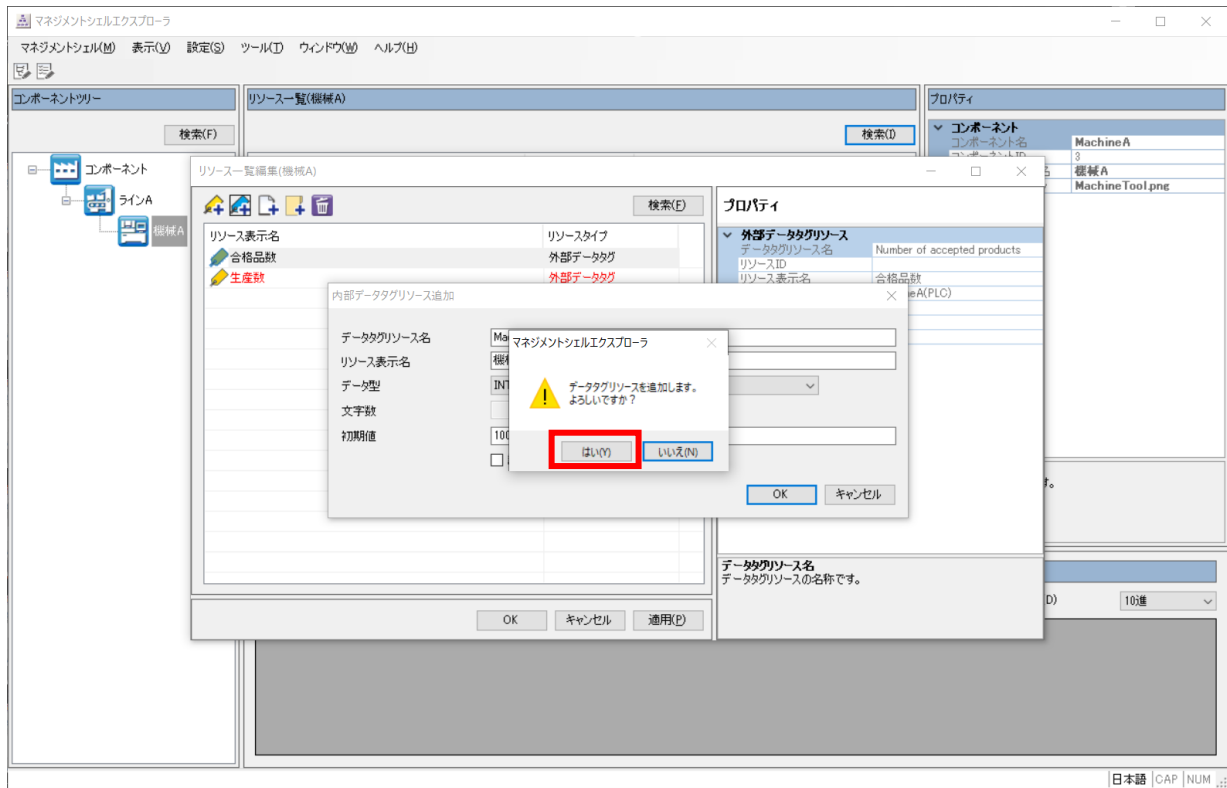 マネジメントシェルエクスプローラ
マネジメントシェル(M) 表示(V) 設定(S) ツール(T) ウィンドウ(W) ヘルプ(H)
コンポーネントツリー
検索(F)
コンポーネント
ラインA
機械A
リソース一覧(機械A)
検索(I)
プロパティ
コンポーネント
コンポーネント名 MachineA
コンポーネントID 3
機械A
MachineTool.png
リソース一覧編集(機械A)
検索(F)
リソース表示名 リソースタイプ
合格品数 外部データタグ
生産数 外部データタグ
プロパティ
外部データタグリソース
データタグリソース名 Number of accepted products
リソースID
リソース表示名 合格品数
eA(PLC)
内部データタグリソース追加
データタグリソース名 Ma
リソース表示名 機械
データ型 INT
文字数
初期値 100
OK キャンセル
マネジメントシェルエクスプローラ
データタグリソースを追加します。
よろしいですか？
はい(Y) いいえ(N)
データタグリソース名
データタグリソースの名称です。
OK キャンセル 適用(P)
す。
D) 10進
日本語 CAP NUM